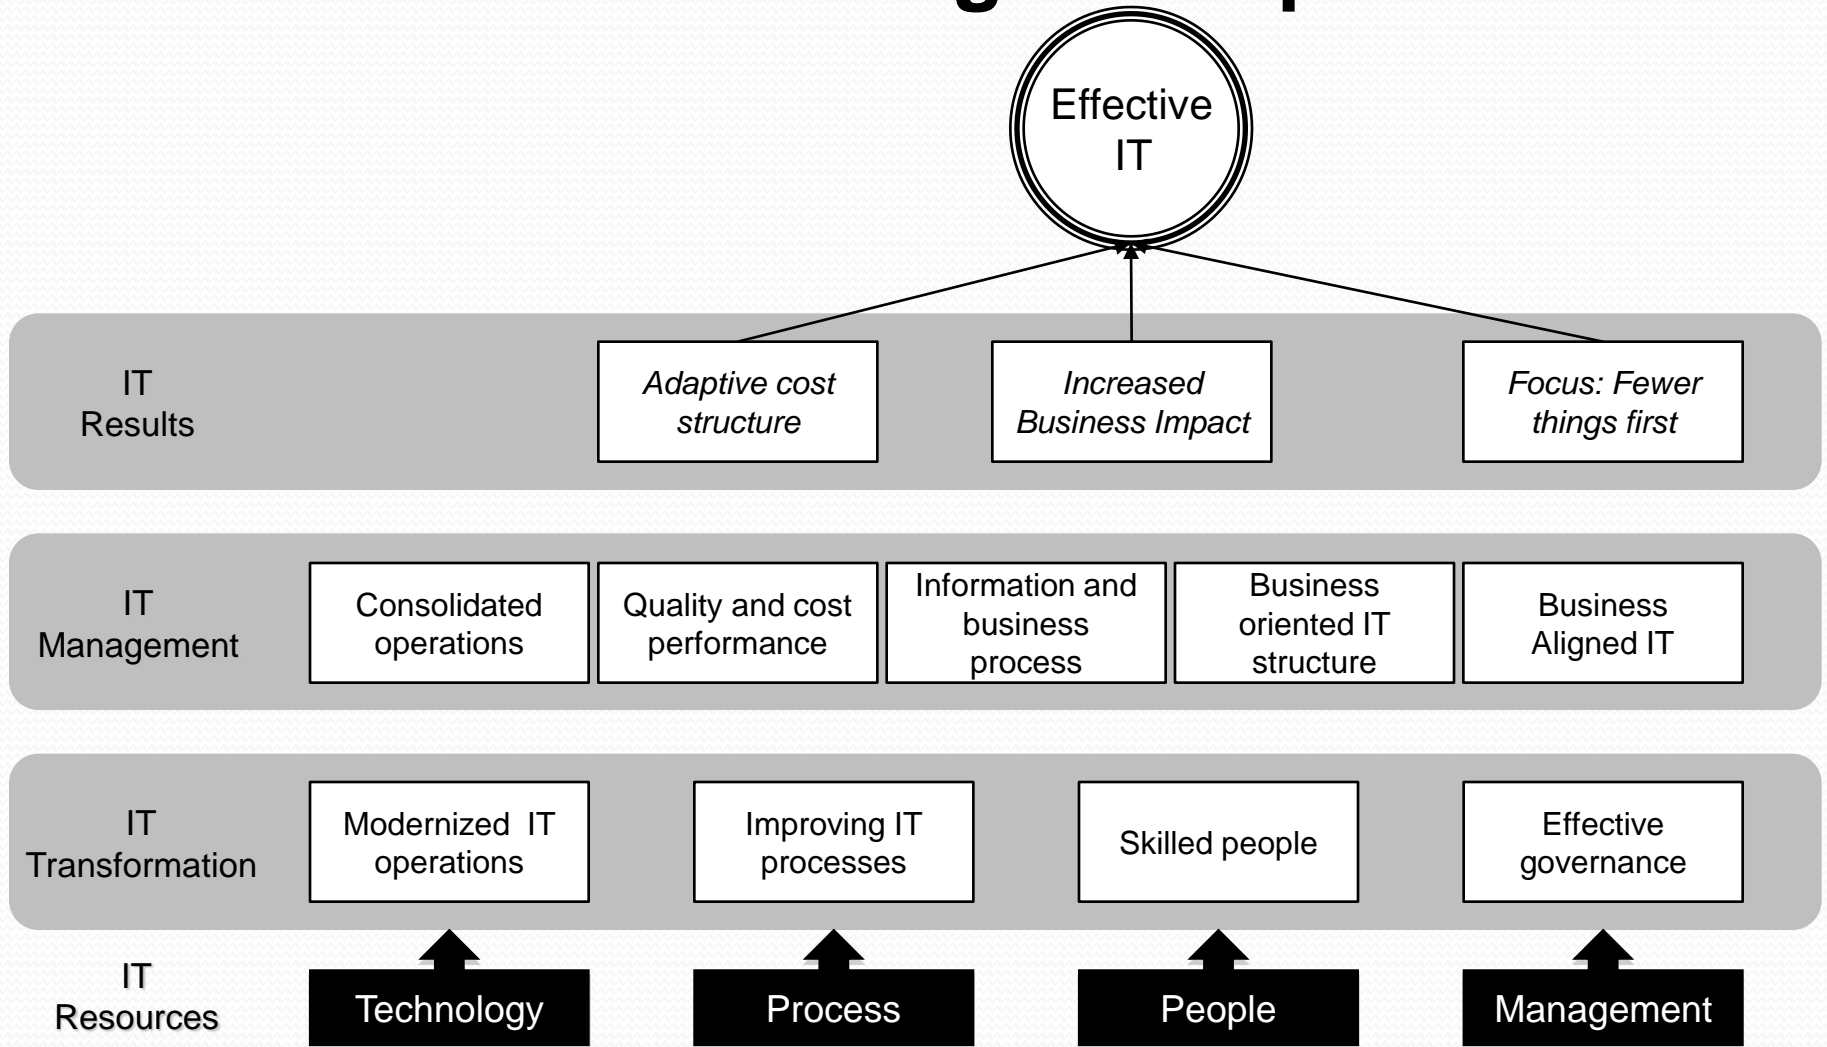 Effective
IT
IT
Results
Adaptive cost
structure
Increased
Business Impact
Focus: Fewer
things first
IT
Management
Consolidated
operations
Quality and cost
performance
Information and
business
process
Business
oriented IT
structure
Business
Aligned IT
IT
Transformation
Modernized  IT
operations
Improving IT
processes
Skilled people
Effective
governance
IT
Resources
Technology
Process
People
Management